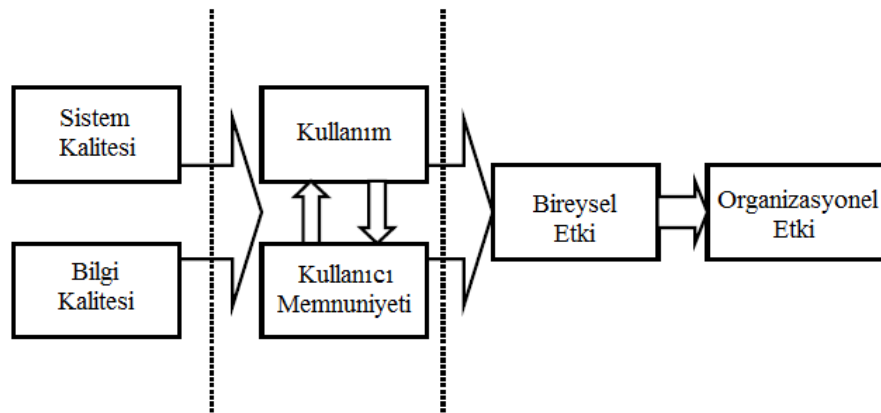 Sistem
Kalitesi
Bilgi
Kalitesi
Kullanım
Kullanıcı
Memnuniyeti
Bireysel
Etki
Organizasyonel
Etki